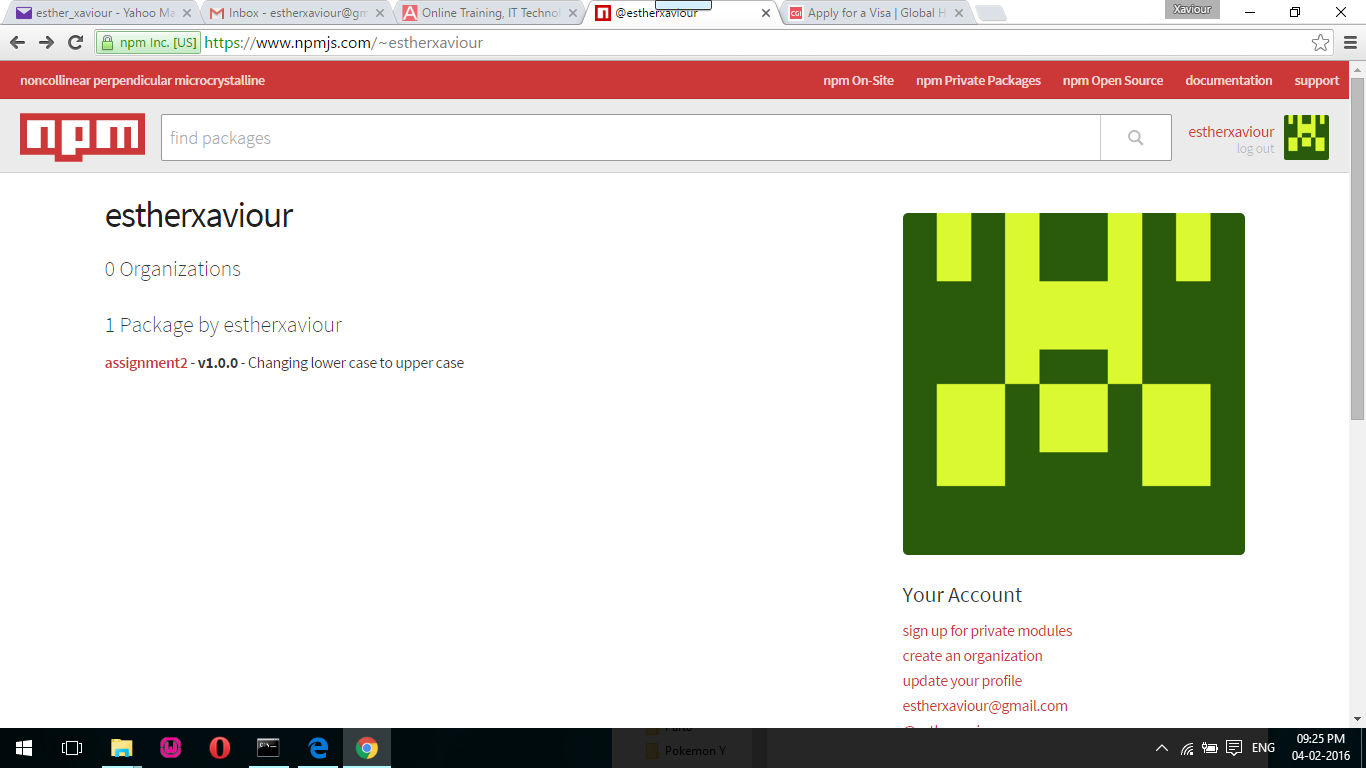 esther_xaviour - Yahoo Ma
Inbox - estherxaviour@gm
Online Training, IT Technol
@estherxaviour
CGI Apply for a Visa | Global H
Xaviour
npm Inc. [US] https://www.npmjs.com/~estherxaviour
noncollinear perpendicular microcrystalline
npm On-Site npm Private Packages npm Open Source documentation support
npm
find packages
estherxaviour
log out
estherxaviour
0 Organizations
1 Package by estherxaviour
assignment2 - v1.0.0 - Changing lower case to upper case
Your Account
sign up for private modules
create an organization
update your profile
estherxaviour@gmail.com
Pokemon Y
ENG
09:25 PM
04-02-2016